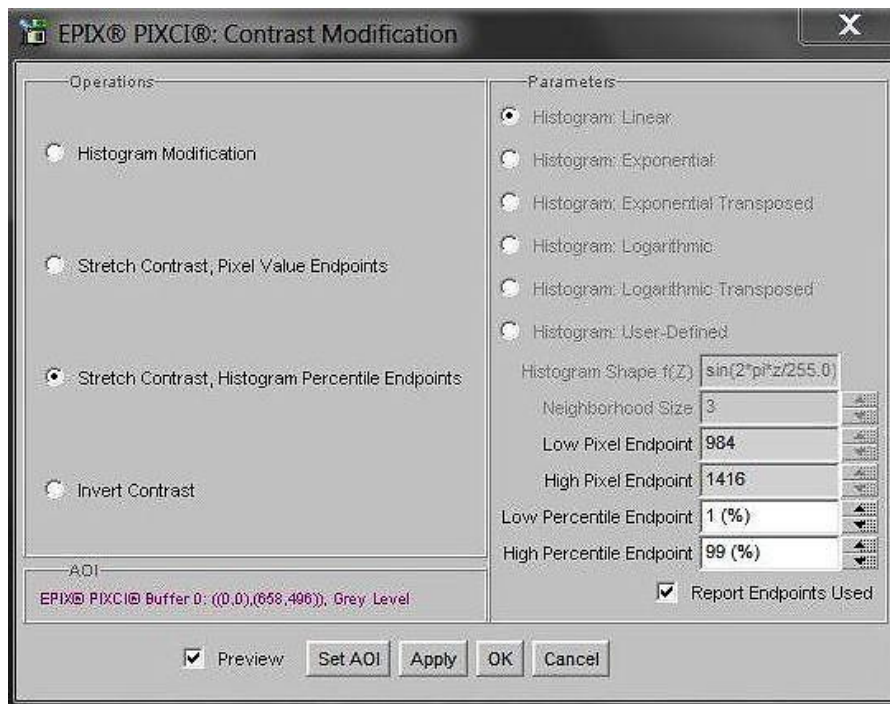 EPIX® PIXCI®: Contrast Modification
X
Operations
Histogram Modification
Stretch Contrast, Pixel Value Endpoints
Stretch Contrast, Histogram Percentile Endpoints
Invert Contrast
AOI
EPIX® PIXCI® Buffer 0: ((0,0),(658,496)), Grey Level
Parameters
Histogram: Linear
Histogram: Exponential
Histogram: Exponential Transposed
Histogram: Logarithmic
Histogram: Logarithmic Transposed
Histogram: User-Defined
Histogram Shape f(Z) sin(2*pi*z/255.0)
Neighborhood Size 3
Low Pixel Endpoint 984
High Pixel Endpoint 1416
Low Percentile Endpoint 1 (%)
High Percentile Endpoint 99 (%)
Report Endpoints Used
Preview Set AOI Apply OK Cancel